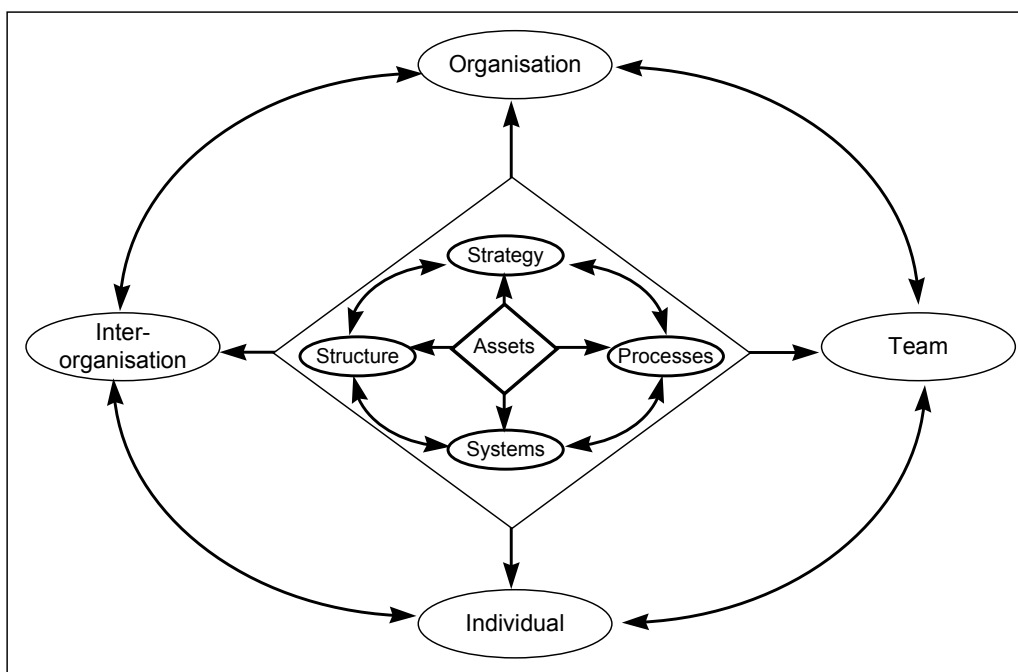 Organisation
Strategy
Inter-
organisation
Structure
Assets
Processes
Team
Systems
Individual